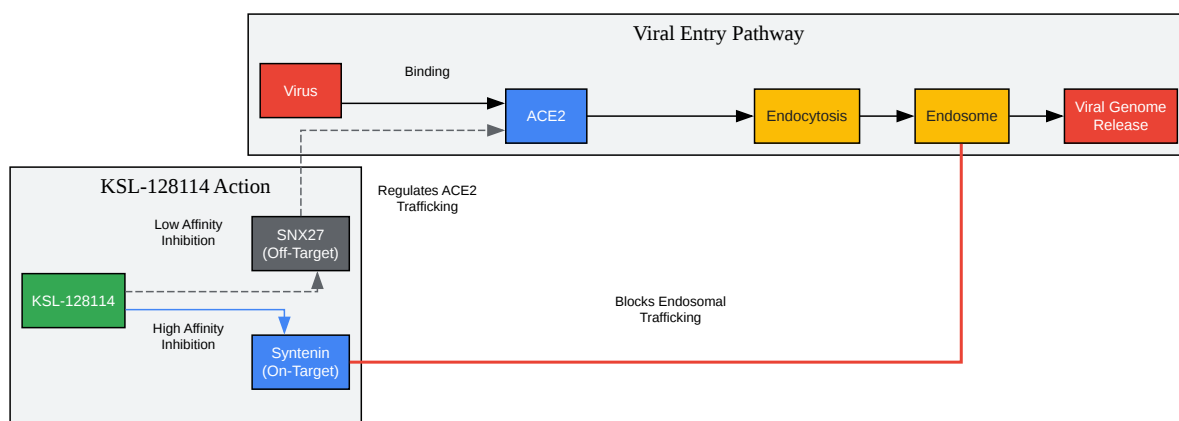 Viral Entry Pathway
Virus
Binding
ACE2
Endocytosis
Endosome
Viral Genome
Release
KSL-128114 Action
Regulates ACE2
Trafficking
Low Affinity
Inhibition
SNX27
(Off-Target)
KSL-128114
High Affinity
Inhibition
Syntenin
(On-Target)
Blocks Endosomal
Trafficking